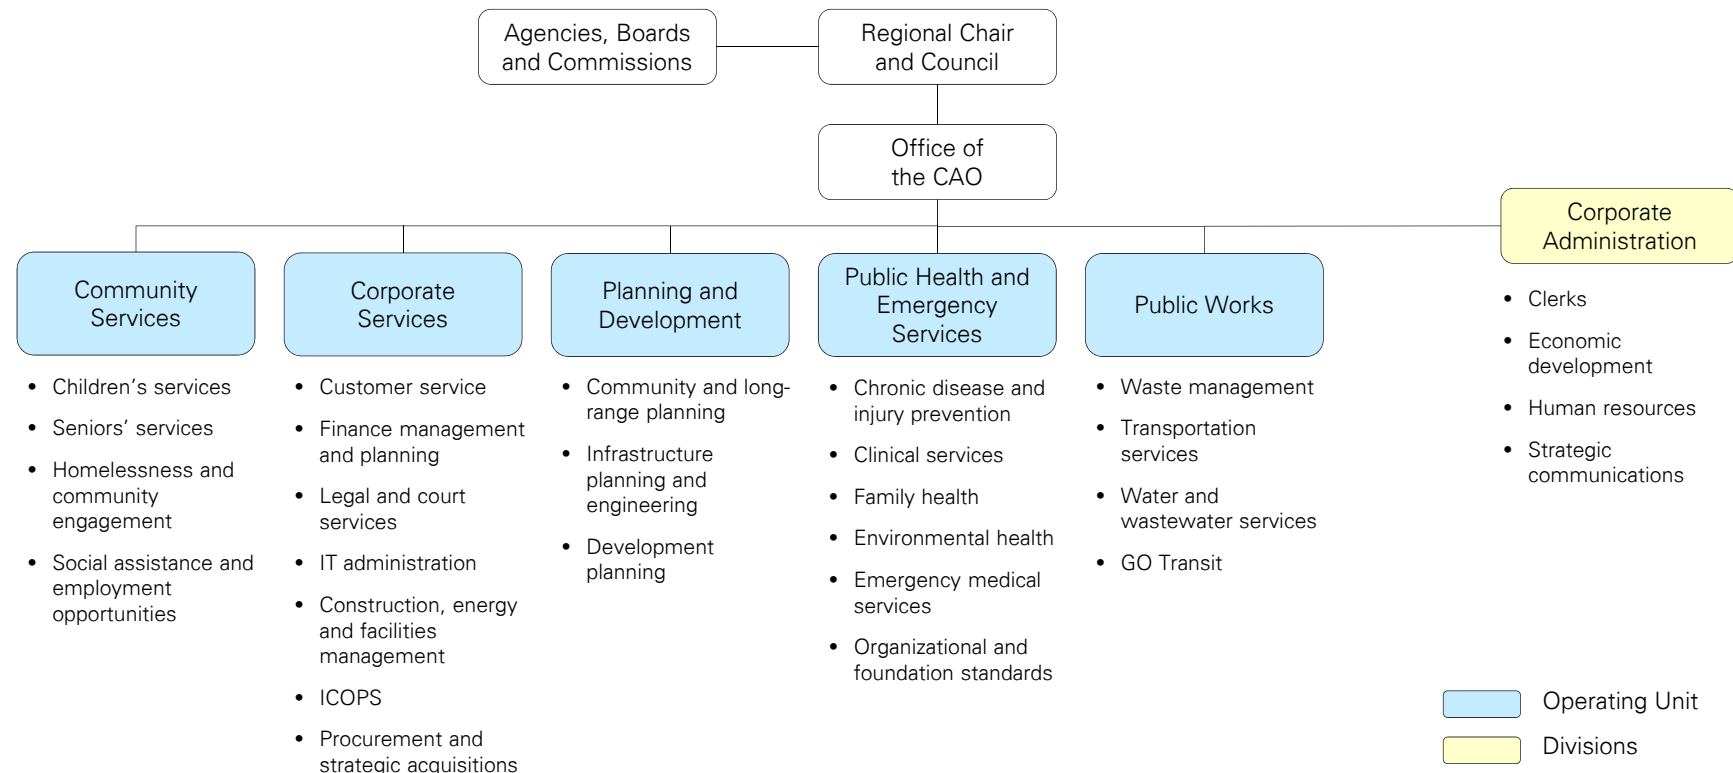 Agencies, Boards
and Commissions
Regional Chair
and Council
Office of
the CAO
Corporate
Administration
• Clerks
• Economic
development
• Human resources
• Strategic
communications
Community
Services
• Children’s services
• Seniors’ services
• Homelessness and
community
engagement
• Social assistance and
employment
opportunities
Corporate
Services
• Customer service
• Finance management
and planning
• Legal and court
services
• IT administration
• Construction, energy
and facilities
management
• ICOPS
• Procurement and
strategic acquisitions
Planning and
Development
• Community and long-
range planning
• Infrastructure
planning and
engineering
• Development
planning
Public Health and
Emergency
Services
• Chronic disease and
injury prevention
• Clinical services
• Family health
• Environmental health
• Emergency medical
services
• Organizational and
foundation standards
Public Works
• Waste management
• Transportation
services
• Water and
wastewater services
• GO Transit
Operating Unit
Divisions